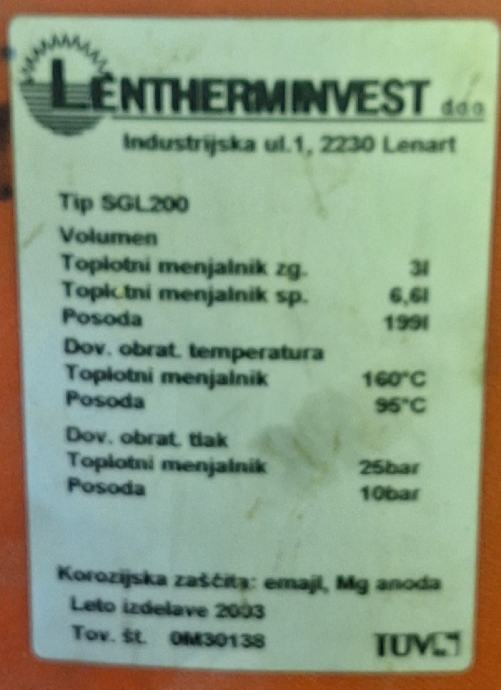 LENTHERMINVEST d.o.o
Industrijska ul.1, 2230 Lenart
Tip SGL200
Volumen
Toplotni menjalnik zg. 3l
Toplotni menjalnik sp. 6,6l
Posoda 199l
Dov. obrat. temperatura
Toplotni menjalnik 160°C
Posoda 95°C
Dov. obrat. tlak
Toplotni menjalnik 25bar
Posoda 10bar
Korozijska zaščita: emajl, Mg anoda
Leto izdelave 2003
Tov. št. 0M30138
TÜV